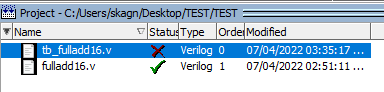 Project - C:/Users/skagn/Desktop/TEST/TEST
Name Status Type Order Modified
tb_fulladd16.v Verilog 0 07/04/2022 03:35:17 ...
fulladd16.v Verilog 1 07/04/2022 02:51:11 ...